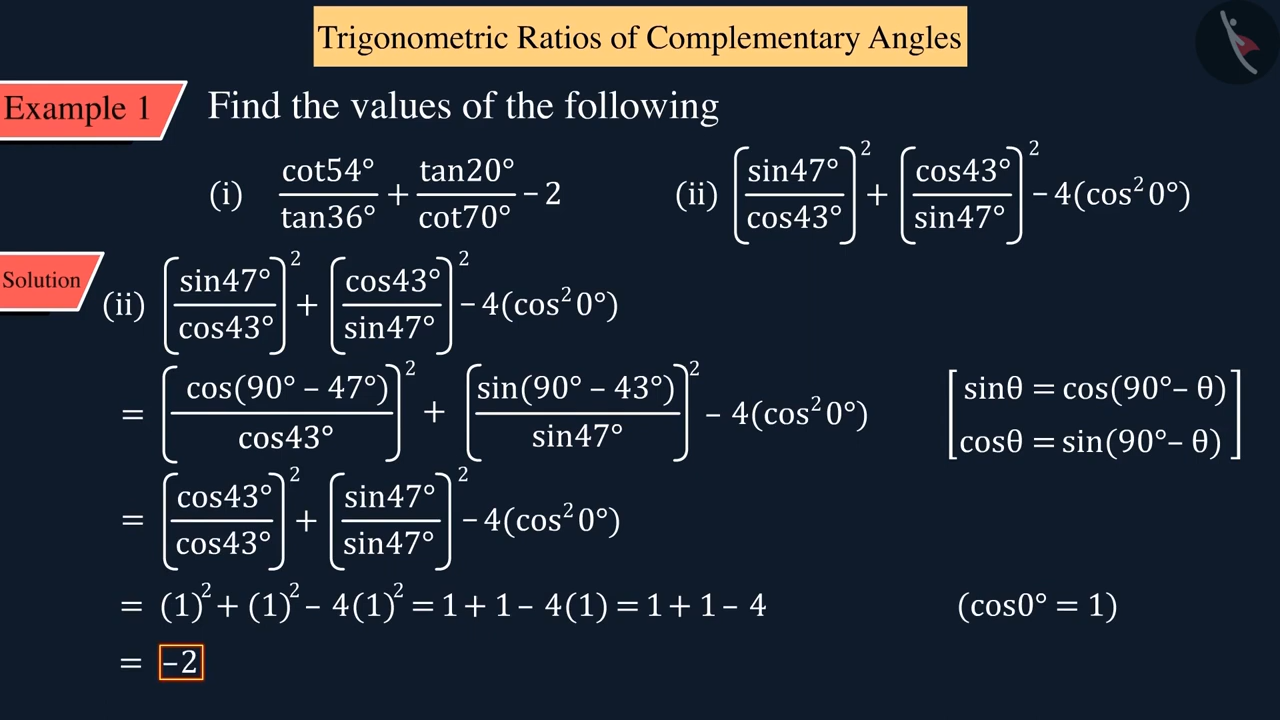 Trigonometric Ratios of Complementary Angles
Example 1 Find the values of the following
(i) cot54°/tan36° + tan20°/cot70° – 2 (ii) [sin47°/cos43°]² + [cos43°/sin47°]² – 4(cos²0°)
Solution (ii) [sin47°/cos43°]² + [cos43°/sin47°]² – 4(cos²0°)
= [cos(90° – 47°)/cos43°]² + [sin(90° – 43°)/sin47°]² – 4(cos²0°) [sinθ = cos(90°– θ)
cosθ = sin(90°– θ)]
= [cos43°/cos43°]² + [sin47°/sin47°]² – 4(cos²0°)
= (1)² + (1)² – 4(1)² = 1 + 1 – 4(1) = 1 + 1 – 4 (cos0° = 1)
= –2